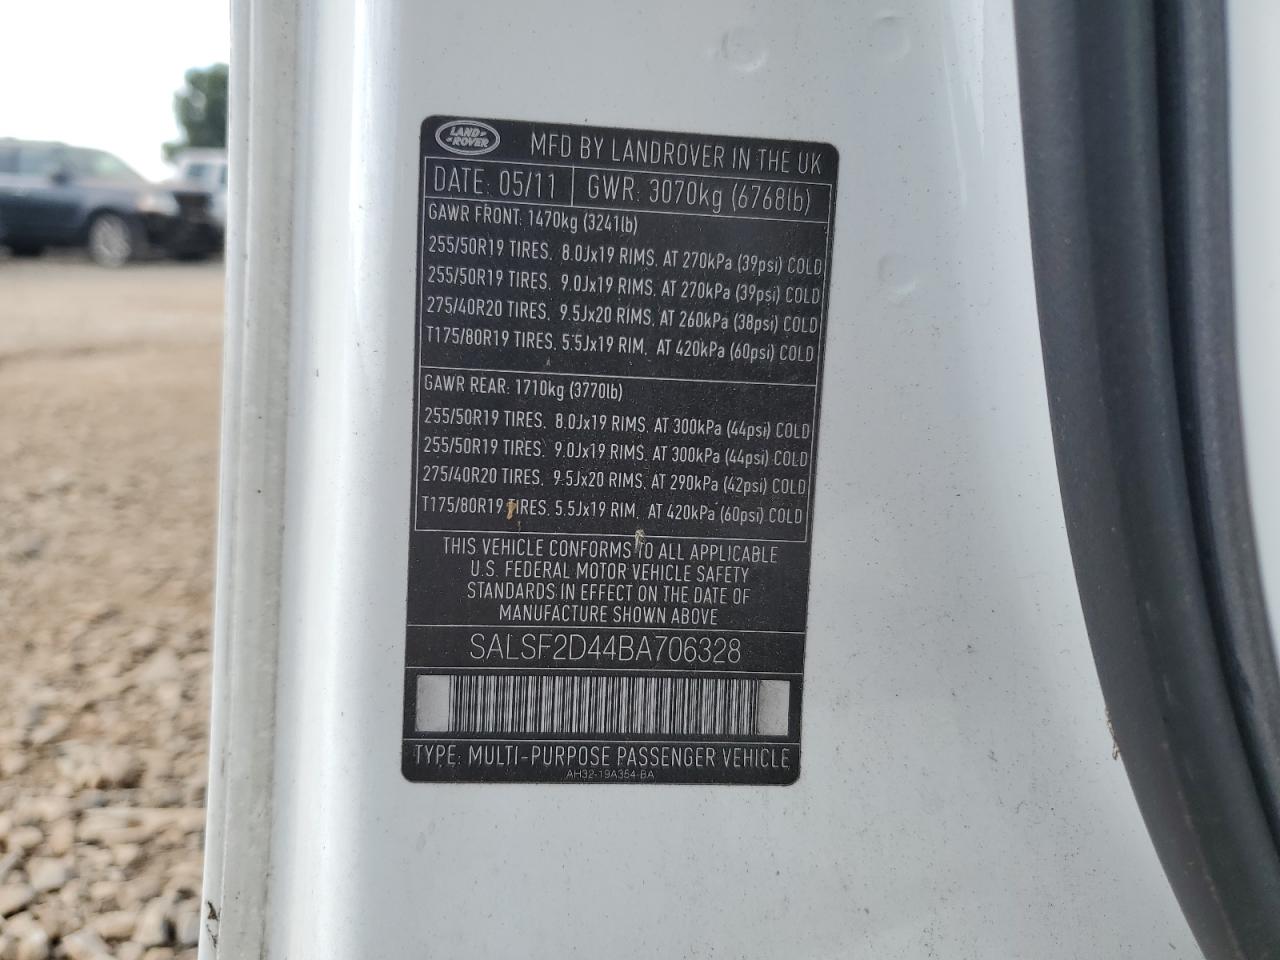 LAND
ROVER
MFD BY LANDROVER IN THE UK
DATE: 05/11 GWR: 3070kg (6768lb)
GAWR FRONT: 1470kg (3241lb)
255/50R19 TIRES, 8.0Jx19 RIMS, AT 270kPa (39psi) COLD
255/50R19 TIRES, 9.0Jx19 RIMS, AT 270kPa (39psi) COLD
275/40R20 TIRES, 9.5Jx20 RIMS, AT 260kPa (38psi) COLD
T175/80R19 TIRES, 5.5Jx19 RIM, AT 420kPa (60psi) COLD
GAWR REAR: 1710kg (3770lb)
255/50R19 TIRES, 8.0Jx19 RIMS, AT 300kPa (44psi) COLD
255/50R19 TIRES, 9.0Jx19 RIMS, AT 300kPa (44psi) COLD
275/40R20 TIRES, 9.5Jx20 RIMS, AT 290kPa (42psi) COLD
T175/80R19 TIRES, 5.5Jx19 RIM, AT 420kPa (60psi) COLD
THIS VEHICLE CONFORMS TO ALL APPLICABLE
U.S. FEDERAL MOTOR VEHICLE SAFETY
STANDARDS IN EFFECT ON THE DATE OF
MANUFACTURE SHOWN ABOVE
SALSF2D44BA706328
TYPE: MULTI-PURPOSE PASSENGER VEHICLE
AH32-19A354-BA